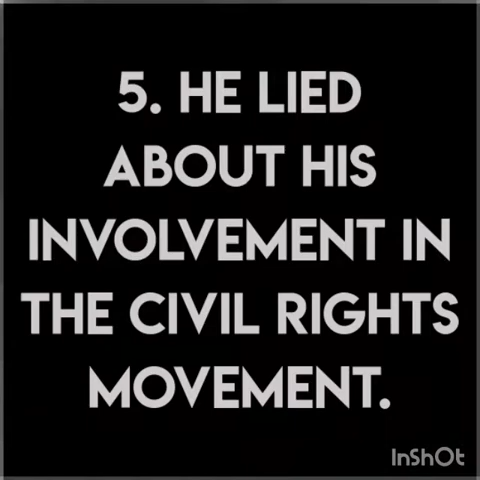 5. HE LIED
ABOUT HIS
INVOLVEMENT IN
THE CIVIL RIGHTS
MOVEMENT.
InShOt